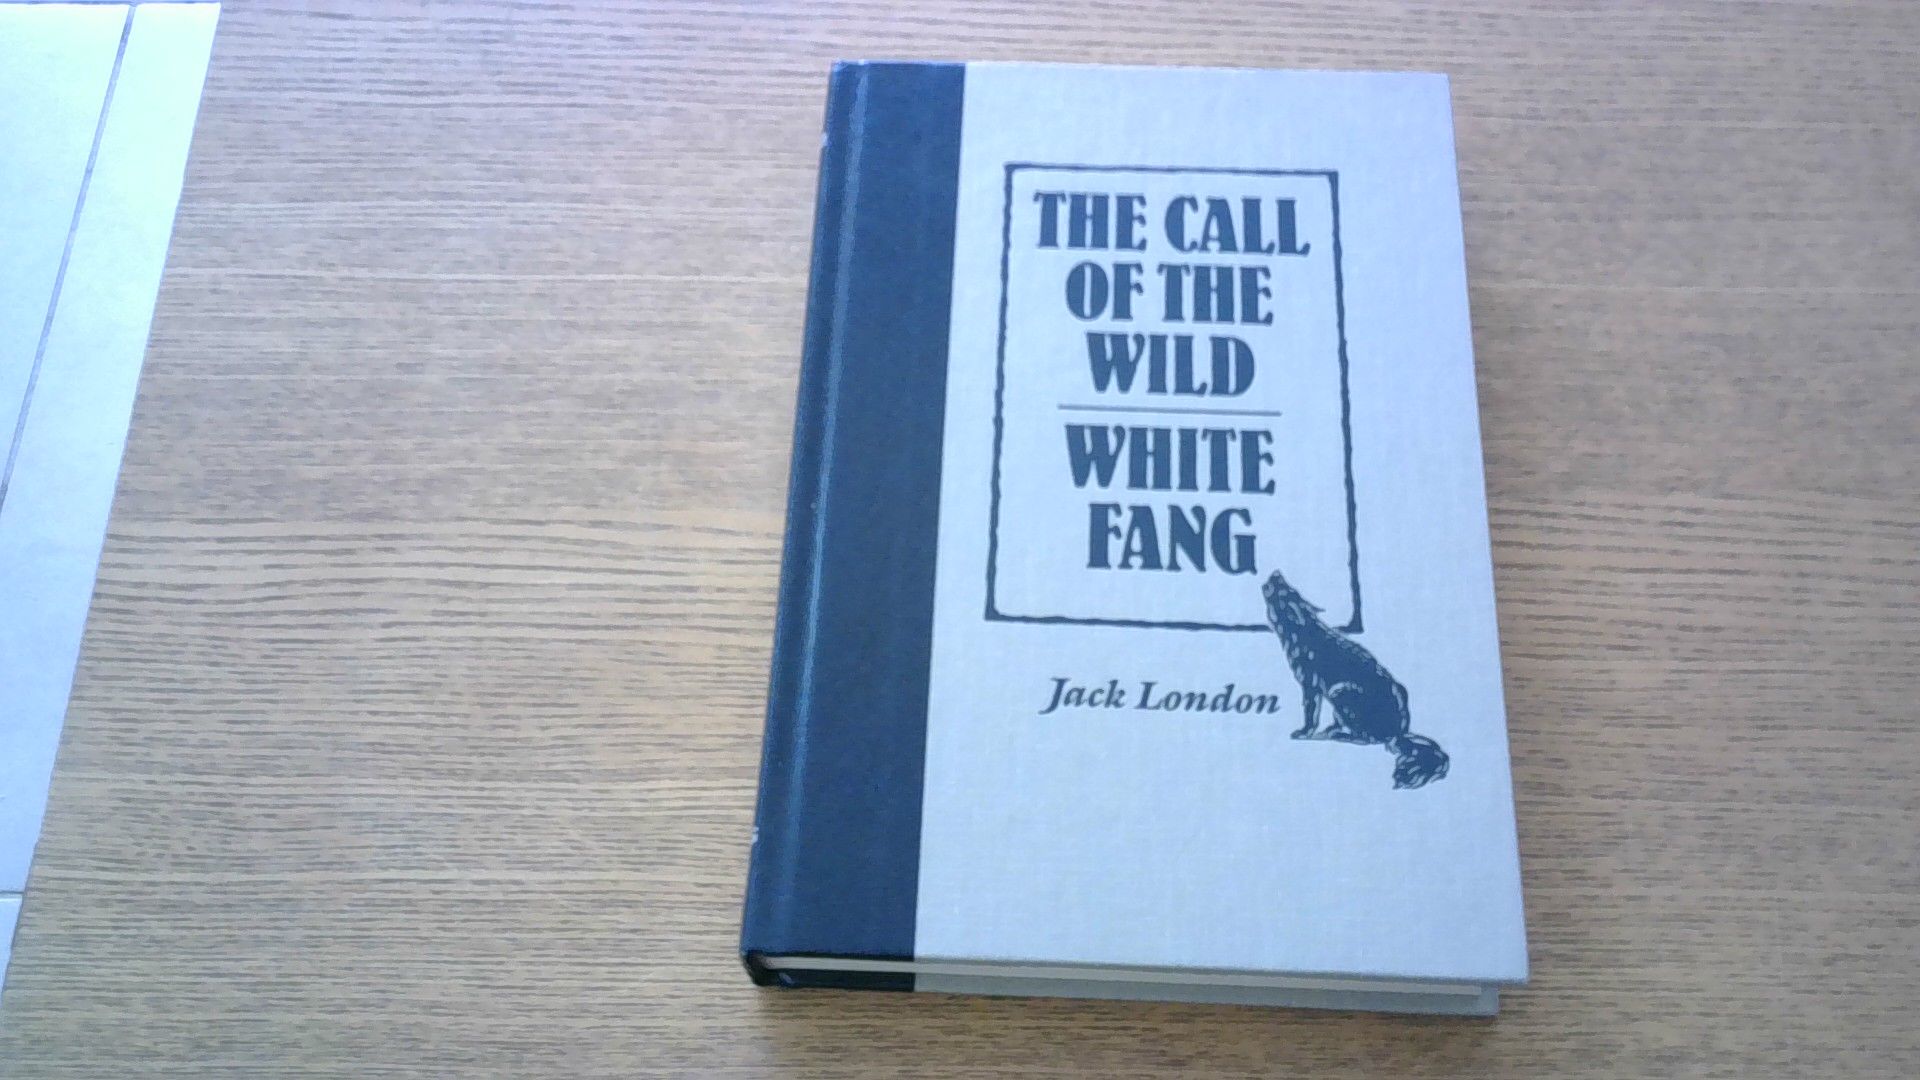 THE CALL
OF THE
WILD
WHITE
FANG
Jack London